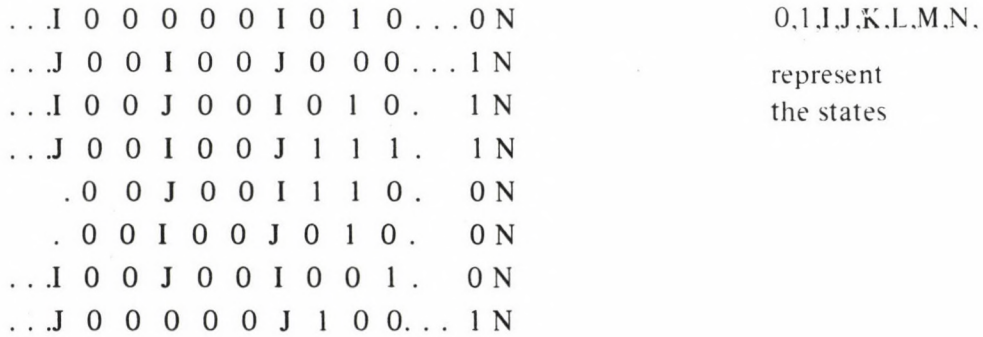 ...I 0 0 0 0 0 I 0 1 0...0 N
...J 0 0 I 0 0 J 0 0 0...1 N
...I 0 0 J 0 0 I 0 1 0. 1 N
...J 0 0 I 0 0 J 1 1 1. 1 N
.0 0 J 0 0 I 1 1 0. 0 N
. 0 0 I 0 0 J 0 1 0. 0 N
...I 0 0 J 0 0 I 0 0 1. 0 N
...J 0 0 0 0 0 J 1 0 0... 1 N
0,1,I,J,K,L,M,N,
represent
the states